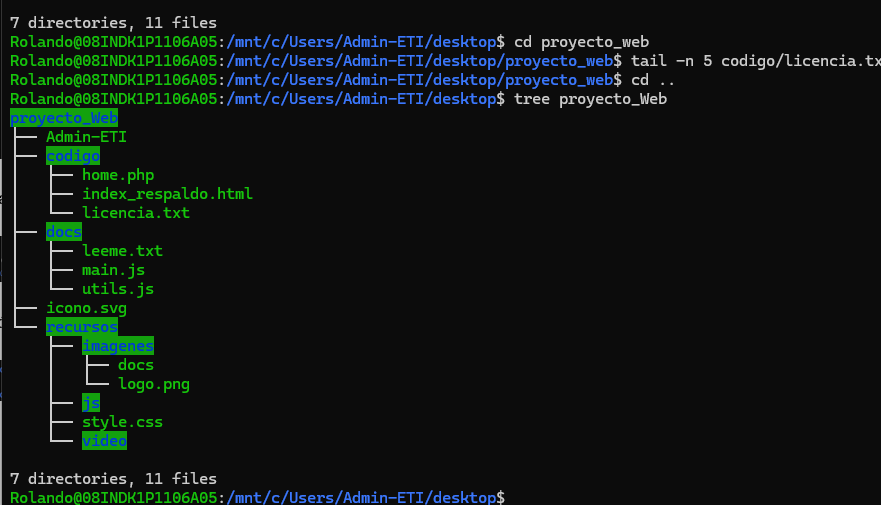 7 directories, 11 files
Rolando@08INDK1P1106A05:/mnt/c/Users/Admin-ETI/desktop$ cd proyecto_web
Rolando@08INDK1P1106A05:/mnt/c/Users/Admin-ETI/desktop/proyecto_web$ tail -n 5 codigo/licencia.tx
Rolando@08INDK1P1106A05:/mnt/c/Users/Admin-ETI/desktop/proyecto_web$ cd ..
Rolando@08INDK1P1106A05:/mnt/c/Users/Admin-ETI/desktop$ tree proyecto_Web
proyecto_Web
├── Admin-ETI
├── codigo
│   ├── home.php
│   ├── index_respaldo.html
│   └── licencia.txt
├── docs
│   ├── leeme.txt
│   ├── main.js
│   └── utils.js
├── icono.svg
└── recursos
    ├── imagenes
    │   ├── docs
    │   └── logo.png
    ├── js
    ├── style.css
    └── video
7 directories, 11 files
Rolando@08INDK1P1106A05:/mnt/c/Users/Admin-ETI/desktop$